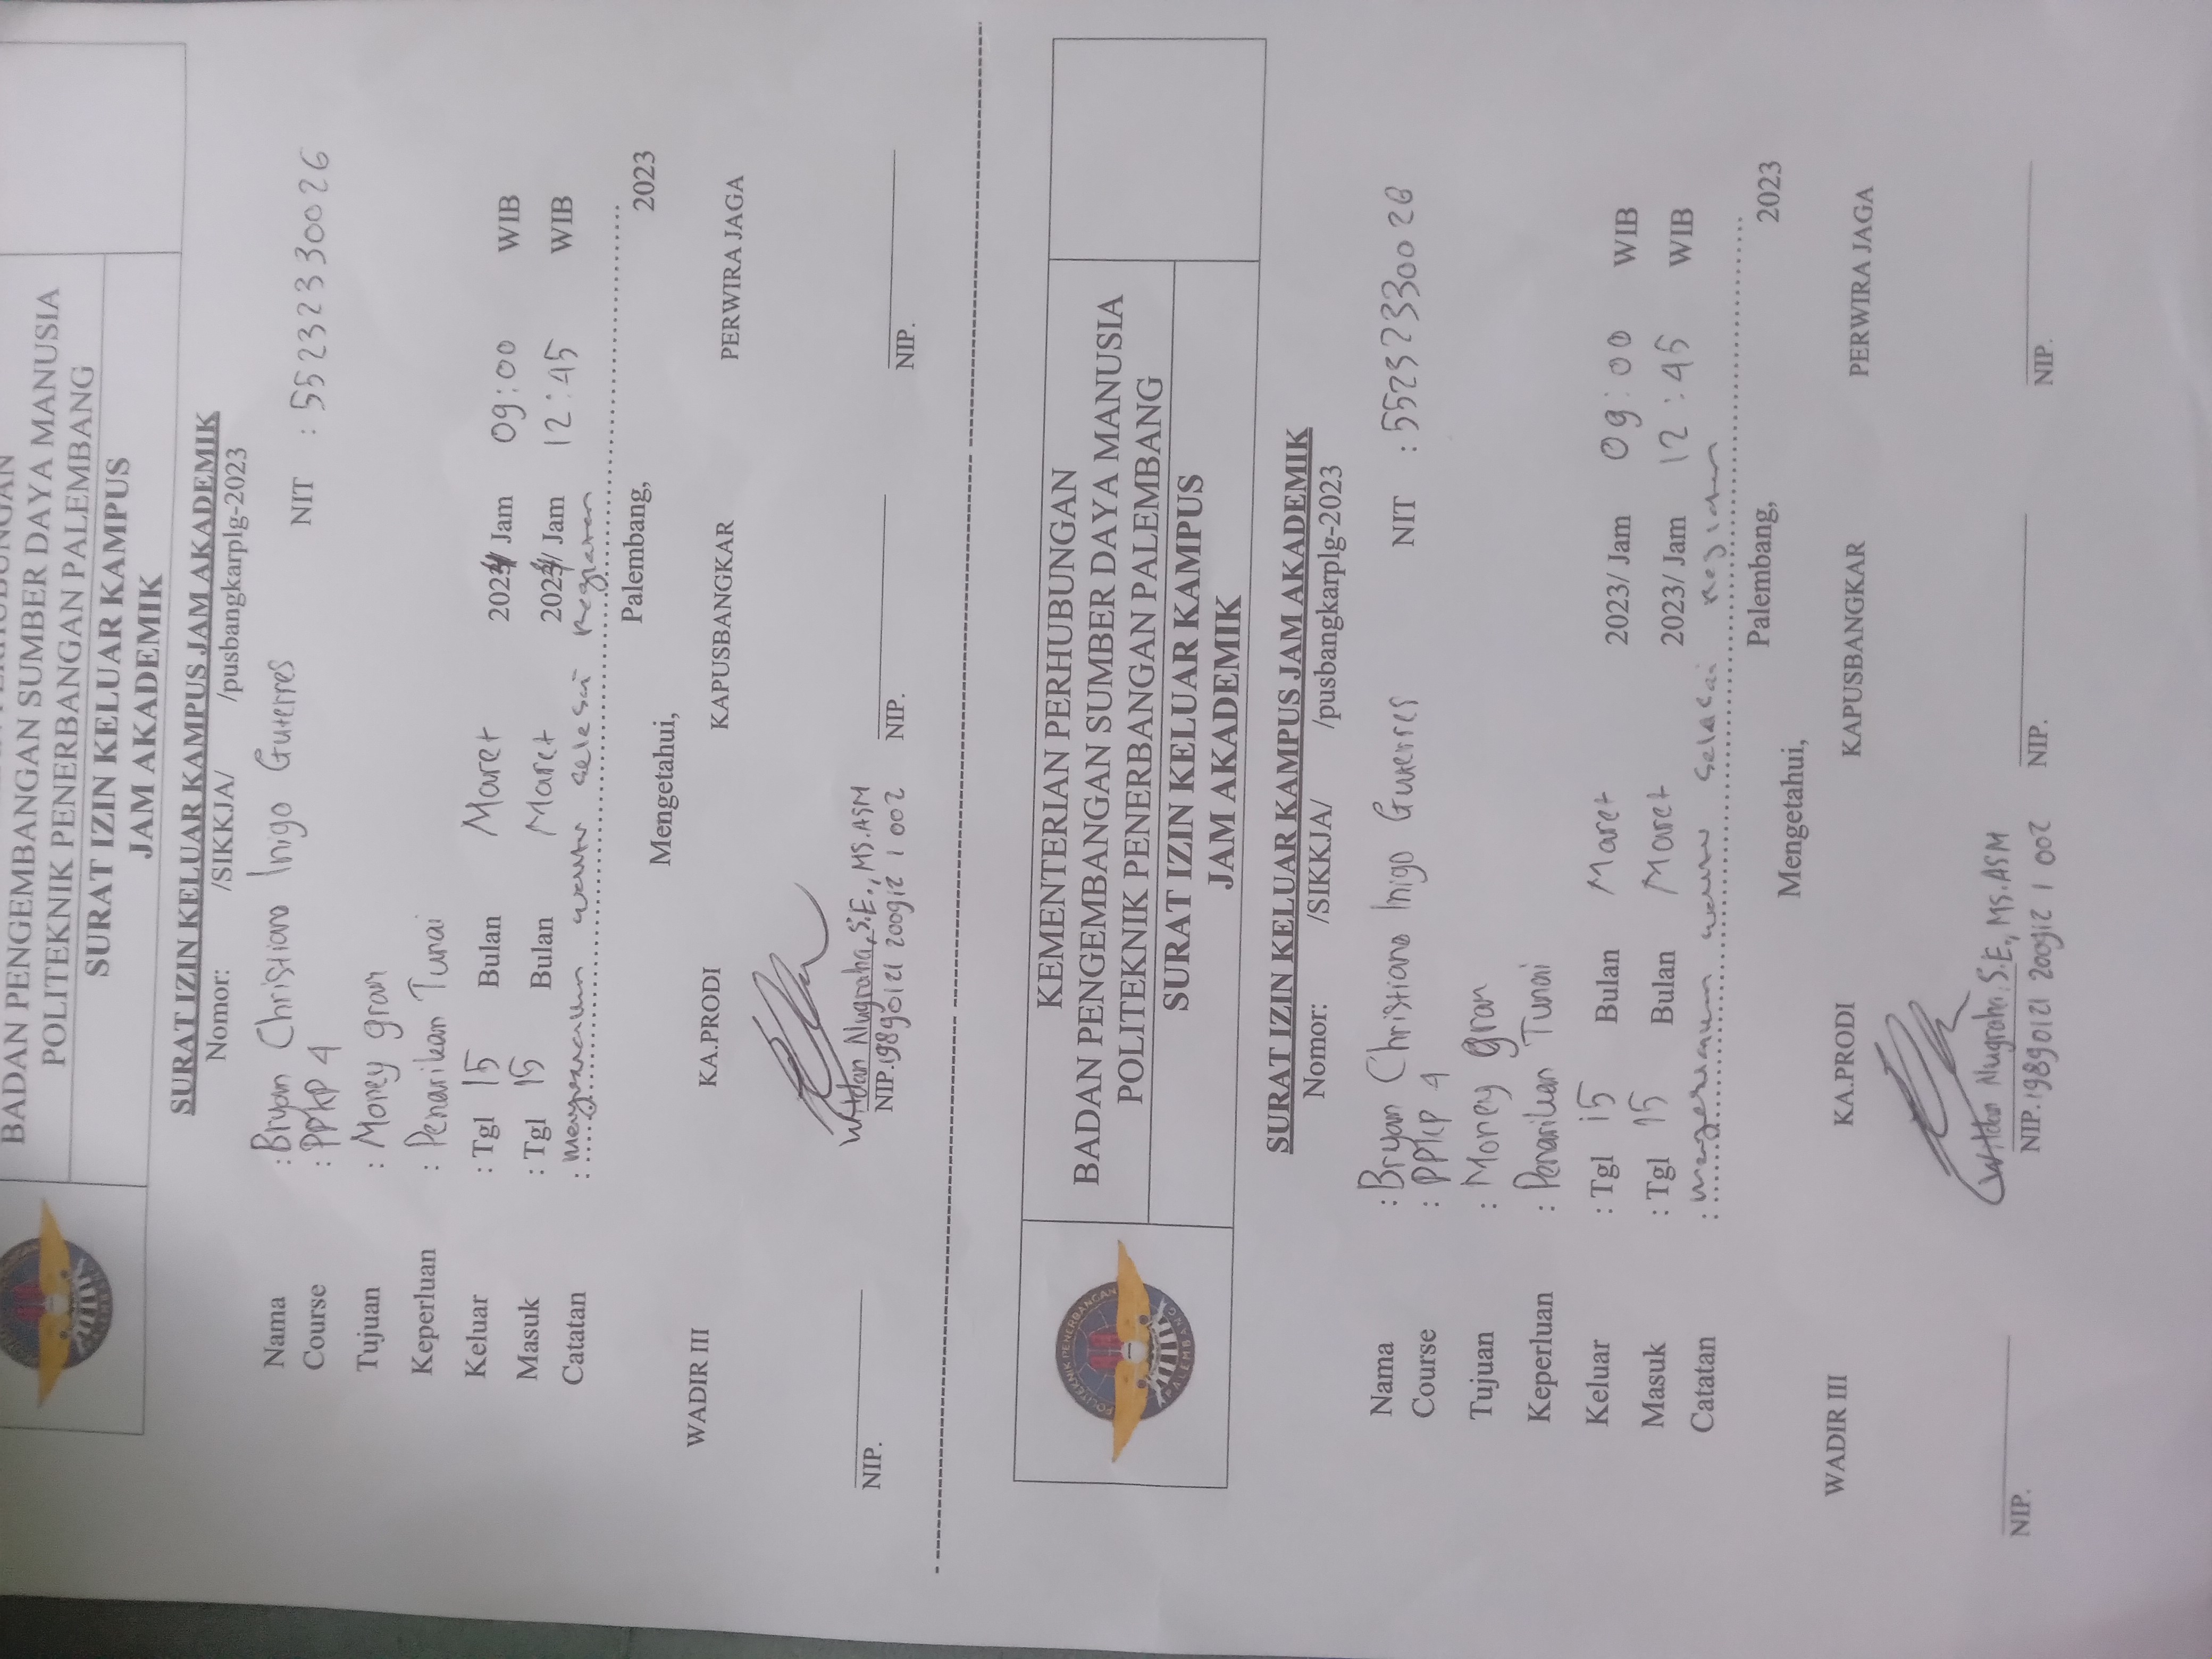 PERHUBUNGAN
BADAN PENGEMBANGAN SUMBER DAYA MANUSIA
POLITEKNIK PENERBANGAN PALEMBANG
SURAT IZIN KELUAR KAMPUS
JAM AKADEMIK
PALEMBANG
SURAT IZIN KELUAR KAMPUS JAM AKADEMIK
Nomor: /SIKKJA/ /pusbangkarplg-2023
Nama : Bryan Christiano Inigo Guterres NIT : 55232330026
Course : PPKP 4
Tujuan : Money gram
Keperluan : Penarikan Tunai
Keluar : Tgl 15 Bulan Maret 2024/ Jam 09:00 WIB
Masuk : Tgl 15 Bulan Maret 2024/ Jam 12:45 WIB
Catatan : selesai kegiatan
Palembang, 2023
Mengetahui,
WADIR III KA.PRODI KAPUSBANGKAR PERWIRA JAGA
Wildan Nugraha, S.E., MS.ASM
NIP. NIP. 19890121 200912 1 002 NIP. NIP.
POLITEKNIK PENERBANGAN
PALEMBANG
KEMENTERIAN PERHUBUNGAN
BADAN PENGEMBANGAN SUMBER DAYA MANUSIA
POLITEKNIK PENERBANGAN PALEMBANG
SURAT IZIN KELUAR KAMPUS
JAM AKADEMIK
SURAT IZIN KELUAR KAMPUS JAM AKADEMIK
Nomor: /SIKKJA/ /pusbangkarplg-2023
Nama : Bryan Christiano Inigo Guterres NIT : 55232330026
Course : PPKP 4
Tujuan : Money gram
Keperluan : Penarikan Tunai
Keluar : Tgl 15 Bulan Maret 2023/ Jam 09:00 WIB
Masuk : Tgl 15 Bulan Maret 2023/ Jam 12:45 WIB
Catatan : selesai kegiatan
Palembang, 2023
Mengetahui,
WADIR III KA.PRODI KAPUSBANGKAR PERWIRA JAGA
Wildan Nugraha, S.E., MS.ASM
NIP. NIP. 19890121 200912 1 002 NIP. NIP.